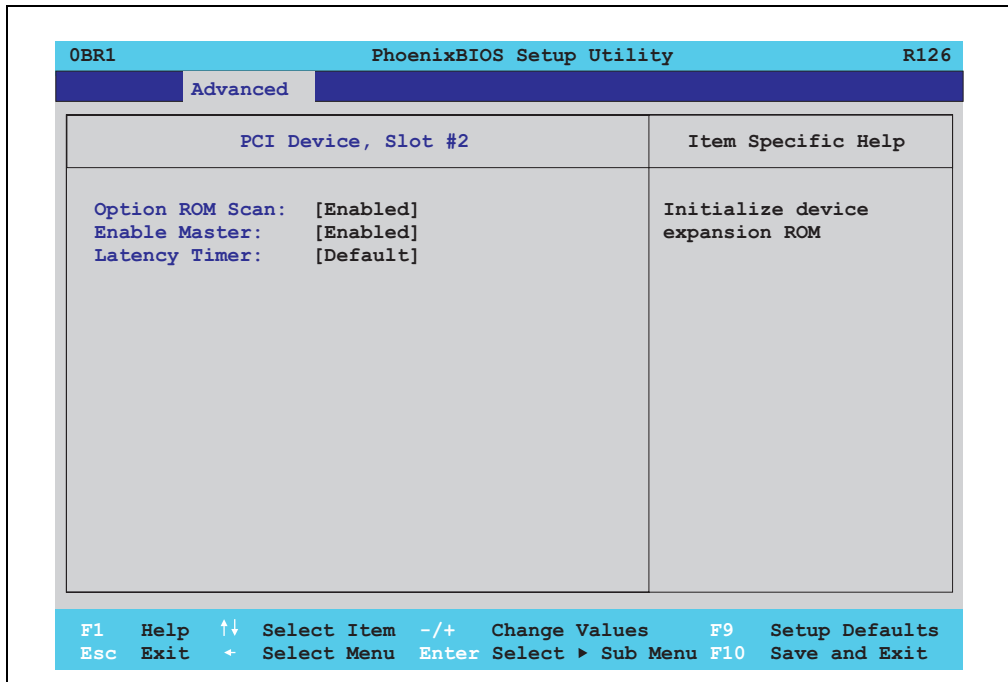 0BR1 PhoenixBIOS Setup Utility R126
Advanced
PCI Device, Slot #2 Item Specific Help
Option ROM Scan: [Enabled] Initialize device
Enable Master: [Enabled] expansion ROM
Latency Timer: [Default]
F1 Help ↑↓ Select Item -/+ Change Values F9 Setup Defaults
Esc Exit ← Select Menu Enter Select ▶ Sub Menu F10 Save and Exit